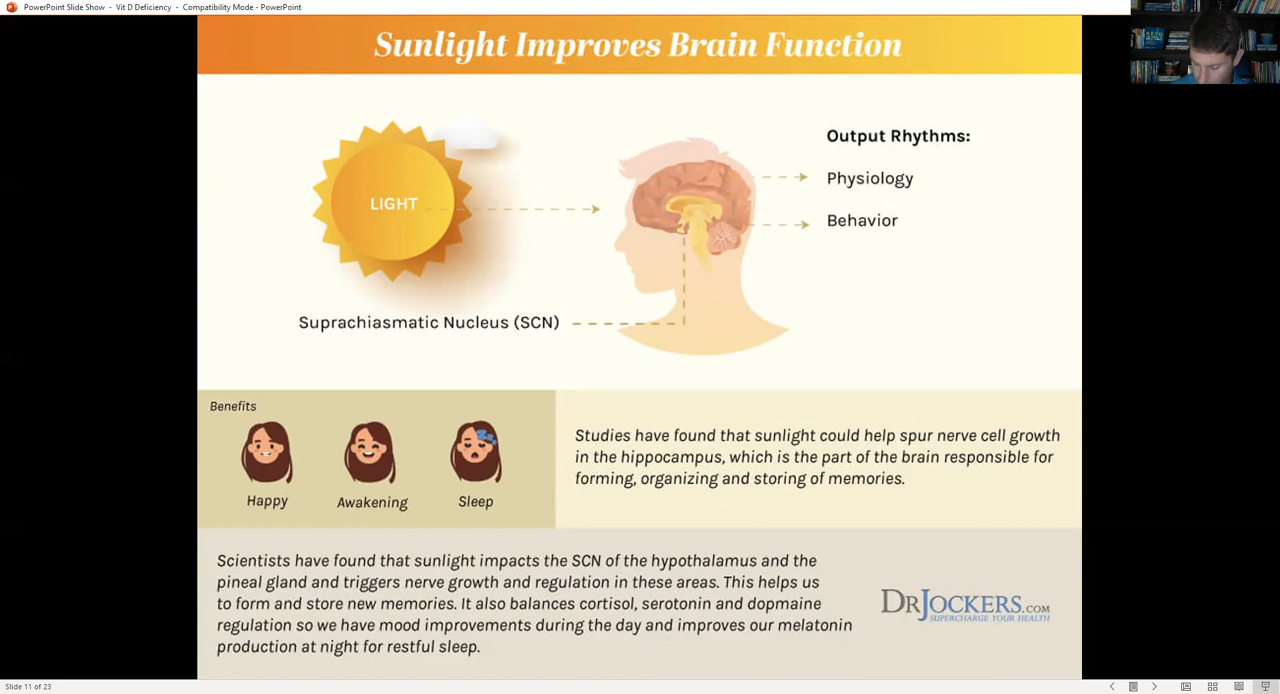 PowerPoint Slide Show - Vit D Deficiency - Compatibility Mode - PowerPoint
Sunlight Improves Brain Function
LIGHT
Output Rhythms:
Physiology
Behavior
Suprachiasmatic Nucleus (SCN)
Benefits
Happy
Awakening
Sleep
Studies have found that sunlight could help spur nerve cell growth
in the hippocampus, which is the part of the brain responsible for
forming, organizing and storing of memories.
Scientists have found that sunlight impacts the SCN of the hypothalamus and the
pineal gland and triggers nerve growth and regulation in these areas. This helps us
to form and store new memories. It also balances cortisol, serotonin and dopmaine
regulation so we have mood improvements during the day and improves our melatonin
production at night for restful sleep.
DRJOCKERS.COM
SUPERCHARGE YOUR HEALTH
Slide 11 of 23